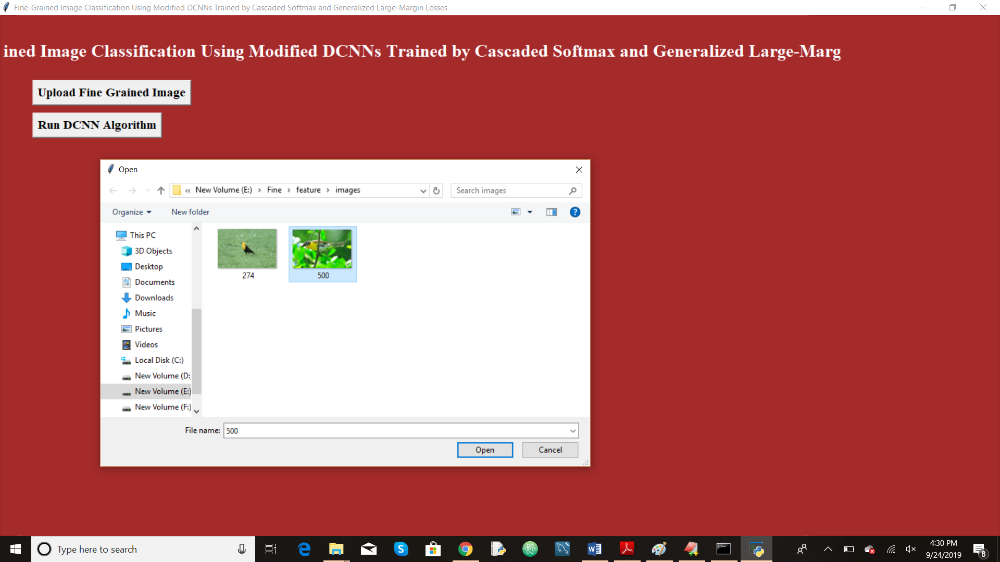 Fine-Grained Image Classification Using Modified DCNNs Trained by Cascaded Softmax and Generalized Large-Margin Losses
ined Image Classification Using Modified DCNNs Trained by Cascaded Softmax and Generalized Large-Marg
Upload Fine Grained Image
Run DCNN Algorithm
Open
« New Volume (E:) > Fine > feature > images
Search images
Organize
New folder
This PC
3D Objects
Desktop
Documents
Downloads
Music
Pictures
Videos
Local Disk (C:)
New Volume (D:)
New Volume (E:)
New Volume (F:)
274
500
File name: 500
Open
Cancel
Type here to search
4:30 PM
9/24/2019
8